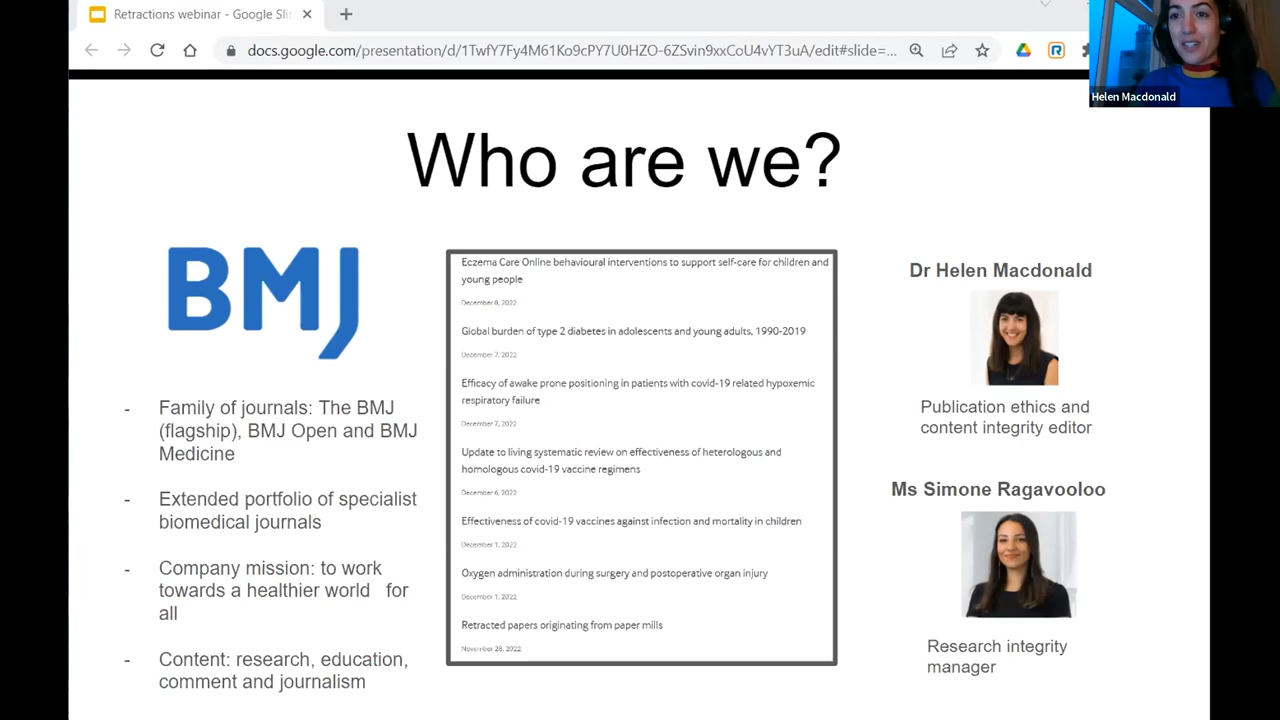 Retractions webinar - Google Sli
docs.google.com/presentation/d/1TwfY7Fy4M61Ko9cPY7U0HZO-6ZSvin9xxCoU4vYT3uA/edit#slide=...
Helen Macdonald
Who are we?
BMJ
- Family of journals: The BMJ
(flagship), BMJ Open and BMJ
Medicine
- Extended portfolio of specialist
biomedical journals
- Company mission: to work
towards a healthier world for
all
- Content: research, education,
comment and journalism
Eczema Care Online behavioural interventions to support self-care for children and
young people
December 8, 2022
Global burden of type 2 diabetes in adolescents and young adults, 1990-2019
December 7, 2022
Efficacy of awake prone positioning in patients with covid-19 related hypoxemic
respiratory failure
December 7, 2022
Update to living systematic review on effectiveness of heterologous and
homologous covid-19 vaccine regimens
December 6, 2022
Effectiveness of covid-19 vaccines against infection and mortality in children
December 1, 2022
Oxygen administration during surgery and postoperative organ injury
December 1, 2022
Retracted papers originating from paper mills
November 28, 2022
Dr Helen Macdonald
Publication ethics and
content integrity editor
Ms Simone Ragavooloo
Research integrity
manager